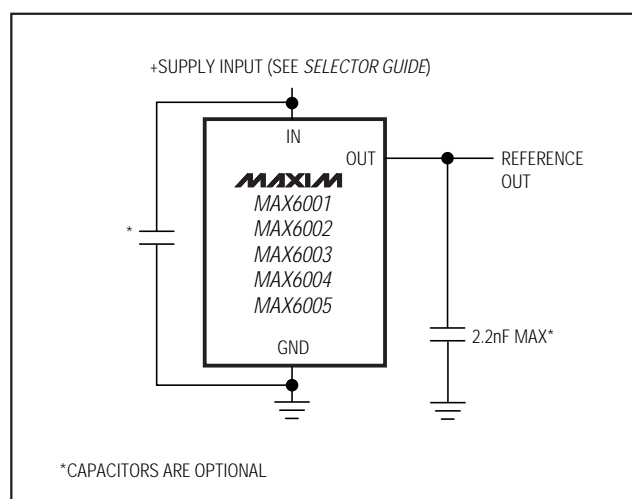 +SUPPLY INPUT (SEE SELECTOR GUIDE)
IN
OUT
REFERENCE
OUT
MAXIM
MAX6001
MAX6002
MAX6003
MAX6004
MAX6005
*
2.2nF MAX*
GND
*CAPACITORS ARE OPTIONAL